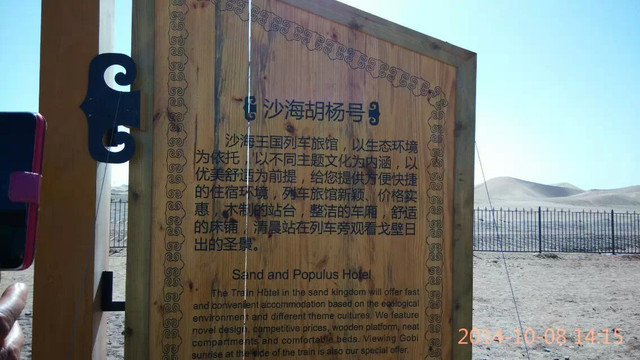 沙海胡杨号
沙海王国列车旅馆，以生态环境
为依托，以不同主题文化为内涵，以
优美舒适为前提，给您提供方便快捷
的住宿环境，列车旅馆新颖、价格实
惠，木制的站台，整洁的车厢，舒适
的床铺，清晨站在列车旁观看戈壁日
出的圣景。
Sand and Populus Hotel
The Train Hotel in the sand kingdom will offer fast
and convenient accommodation based on the ecological
environment and different theme cultures. We feature
novel design, competitive prices, wooden platform, neat
compartments and comfortable beds. Viewing Gobi
sunrise at the side of the train is also our special offer.
2014-10-08 14:15